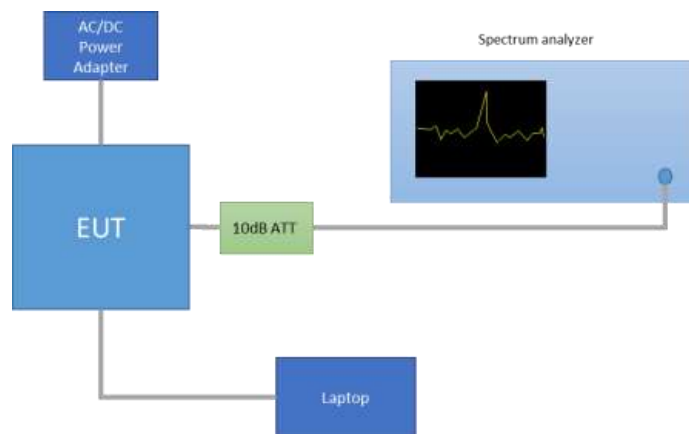 AC/DC
Power
Adapter
Spectrum analyzer
EUT
10dB ATT
Laptop